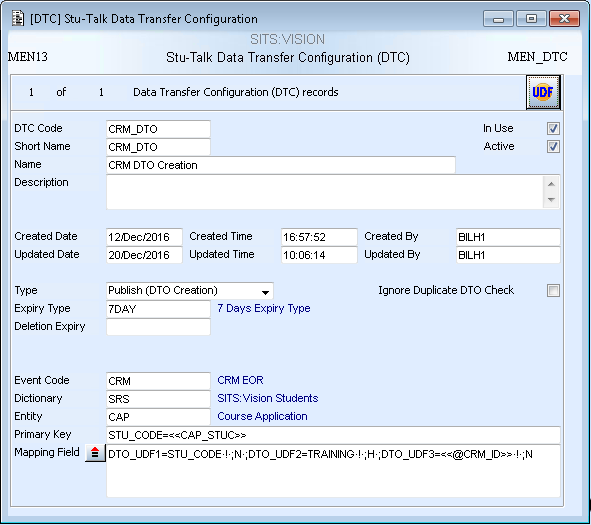 [DTC] Stu-Talk Data Transfer Configuration
SITS:VISION
MEN13 Stu-Talk Data Transfer Configuration (DTC) MEN_DTC
1 of 1 Data Transfer Configuration (DTC) records UDF
DTC Code CRM_DTO In Use
Short Name CRM_DTO Active
Name CRM DTO Creation
Description
Created Date 12/Dec/2016 Created Time 16:57:52 Created By BILH1
Updated Date 20/Dec/2016 Updated Time 10:06:14 Updated By BILH1
Type Publish (DTO Creation) Ignore Duplicate DTO Check
Expiry Type 7DAY 7 Days Expiry Type
Deletion Expiry
Event Code CRM CRM EOR
Dictionary SRS SITS:Vision Students
Entity CAP Course Application
Primary Key STU_CODE=<<CAP_STUC>>
Mapping Field DTO_UDF1=STU_CODE·!·;N·;DTO_UDF2=TRAINING·!·;H·;DTO_UDF3=<<@CRM_ID>>·!·;N